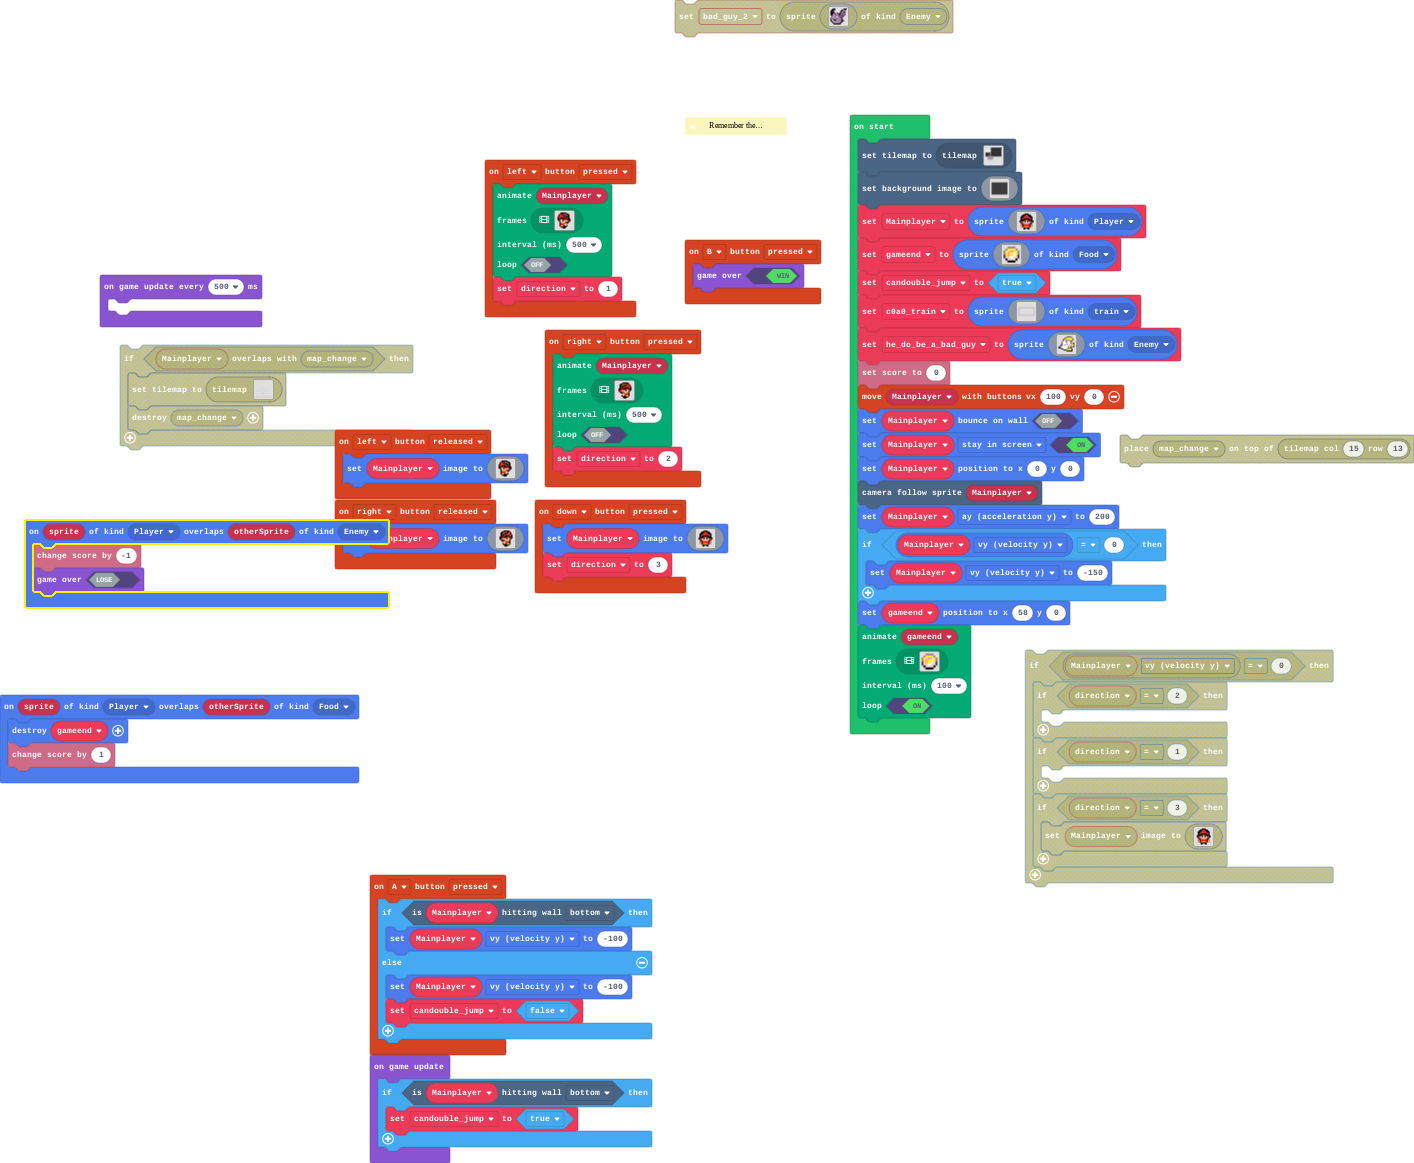 set bad_guy_2 to sprite of kind Enemy
Remember the…
on start
set tilemap to tilemap
set background image to
set Mainplayer to sprite of kind Player
set gameend to sprite of kind Food
set candouble_jump to true
set c0a0_train to sprite of kind train
set he_do_be_a_bad_guy to sprite of kind Enemy
set score to 0
move Mainplayer with buttons vx 100 vy 0
set Mainplayer bounce on wall OFF
set Mainplayer stay in screen ON
set Mainplayer position to x 0 y 0
camera follow sprite Mainplayer
set Mainplayer ay (acceleration y) to 200
if Mainplayer vy (velocity y) = 0 then
set Mainplayer vy (velocity y) to -150
set gameend position to x 58 y 0
animate gameend
frames
interval (ms) 100
loop ON
on left button pressed
animate Mainplayer
frames
interval (ms) 500
loop OFF
set direction to 1
on B button pressed
game over WIN
on game update every 500 ms
on right button pressed
animate Mainplayer
frames
interval (ms) 500
loop OFF
set direction to 2
if Mainplayer overlaps with map_change then
set tilemap to tilemap
destroy map_change
on left button released
set Mainplayer image to
place map_change on top of tilemap col 15 row 13
on right button released
player image to
on down button pressed
set Mainplayer image to
set direction to 3
on sprite of kind Player overlaps otherSprite of kind Enemy
change score by -1
game over LOSE
if Mainplayer vy (velocity y) = 0 then
if direction = 2 then
if direction = 1 then
if direction = 3 then
set Mainplayer image to
on sprite of kind Player overlaps otherSprite of kind Food
destroy gameend
change score by 1
on A button pressed
if is Mainplayer hitting wall bottom then
set Mainplayer vy (velocity y) to -100
else
set Mainplayer vy (velocity y) to -100
set candouble_jump to false
on game update
if is Mainplayer hitting wall bottom then
set candouble_jump to true